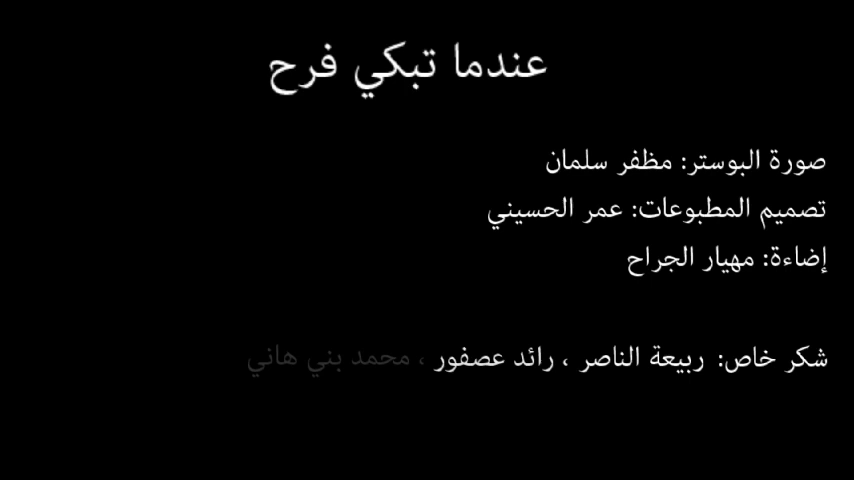 عندما تبكي فرح
صورة البوستر: مظفر سلمان
تصميم المطبوعات: عمر الحسيني
إضاءة: مهيار الجراح
شكر خاص: ربيعة الناصر ، رائد عصفور ، محمد بني هاني